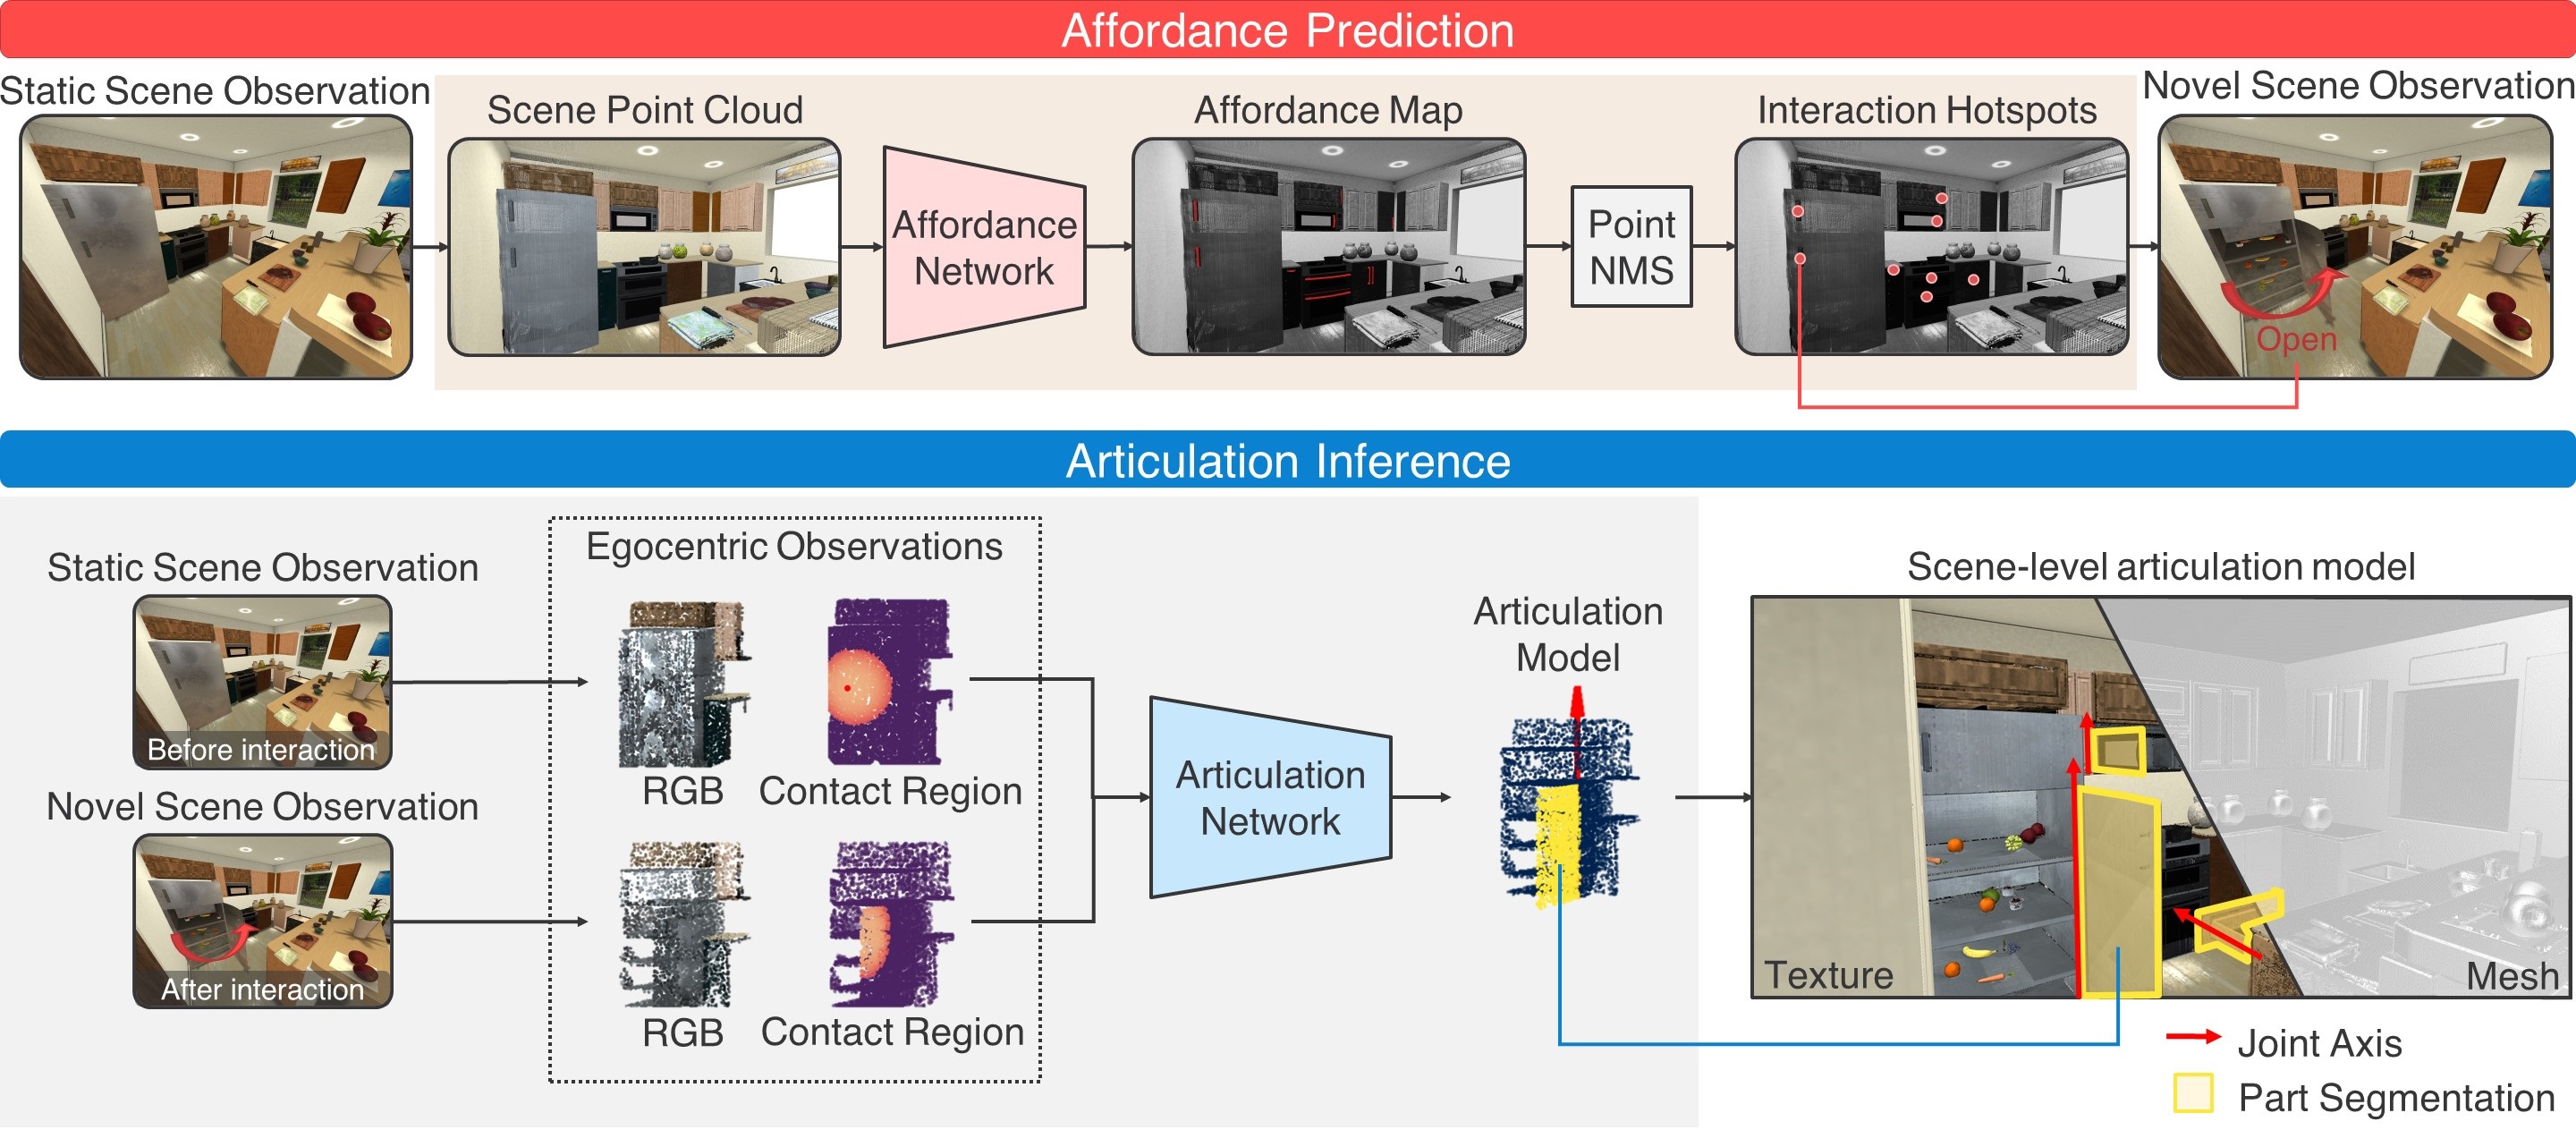 Affordance Prediction
Static Scene Observation
Scene Point Cloud
Affordance Map
Interaction Hotspots
Novel Scene Observation
Affordance
Network
Point
NMS
Open
Articulation Inference
Egocentric Observations
Static Scene Observation
Before interaction
RGB
Contact Region
Novel Scene Observation
After interaction
RGB
Contact Region
Articulation
Network
Articulation
Model
Scene-level articulation model
Texture
Mesh
Joint Axis
Part Segmentation